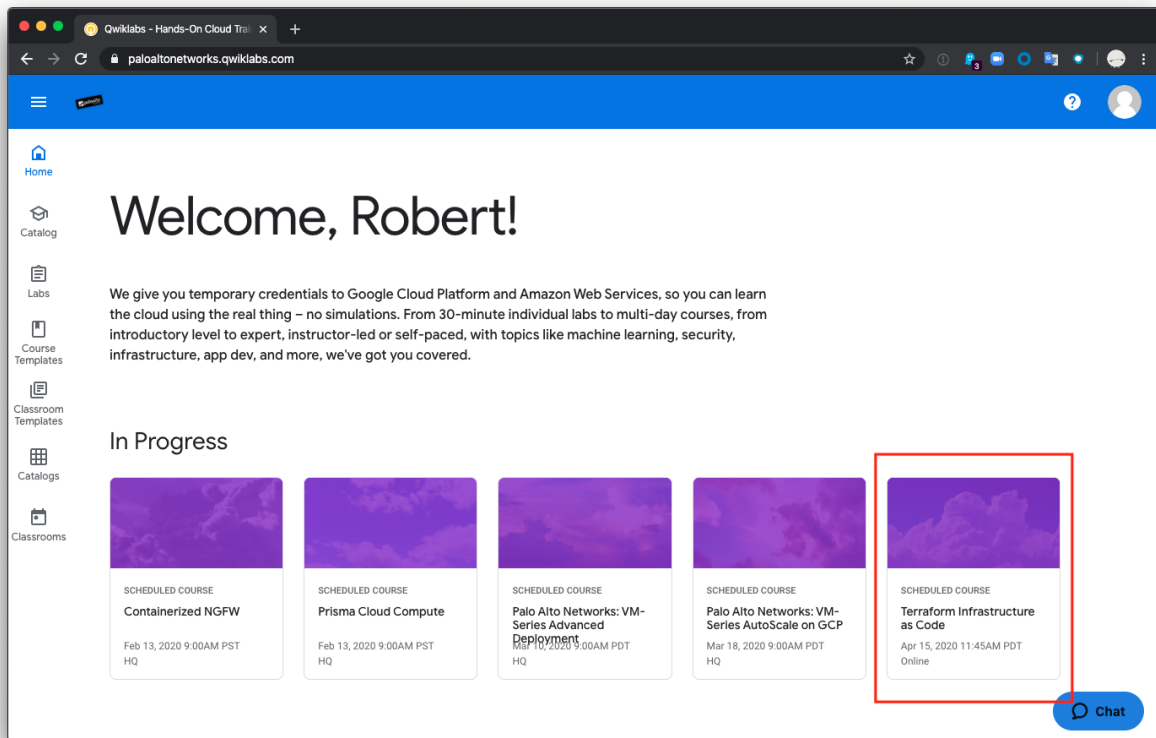 Qwiklabs - Hands-On Cloud Trai
paloaltonetworks.qwiklabs.com
3
paloalto
?
Home
Catalog
Labs
Course
Templates
Classroom
Templates
Catalogs
Classrooms
Welcome, Robert!
We give you temporary credentials to Google Cloud Platform and Amazon Web Services, so you can learn
the cloud using the real thing – no simulations. From 30-minute individual labs to multi-day courses, from
introductory level to expert, instructor-led or self-paced, with topics like machine learning, security,
infrastructure, app dev, and more, we've got you covered.
In Progress
SCHEDULED COURSE
Containerized NGFW
Feb 13, 2020 9:00AM PST
HQ
SCHEDULED COURSE
Prisma Cloud Compute
Feb 13, 2020 9:00AM PDT
HQ
SCHEDULED COURSE
Palo Alto Networks: VM-
Series Advanced
Deployment
Mar 10, 2020 9:00AM PDT
HQ
SCHEDULED COURSE
Palo Alto Networks: VM-
Series AutoScale on GCP
Mar 18, 2020 9:00AM PDT
HQ
SCHEDULED COURSE
Terraform Infrastructure
as Code
Apr 15, 2020 11:45AM PDT
Online
Chat